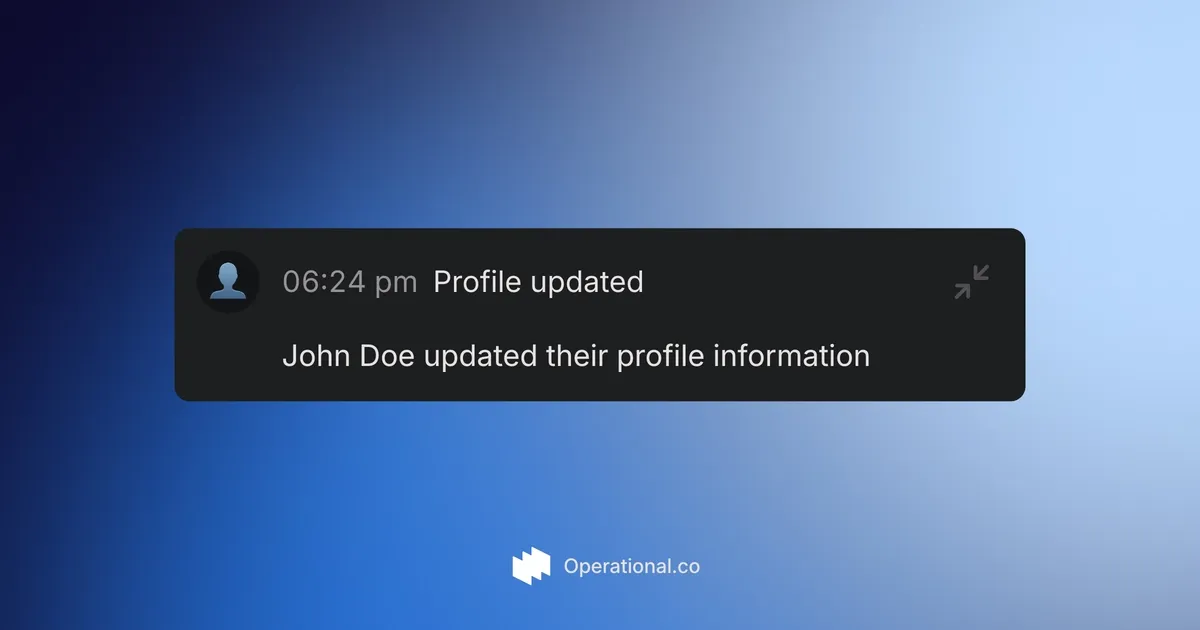 06:24 pm Profile updated
John Doe updated their profile information
Operational.co